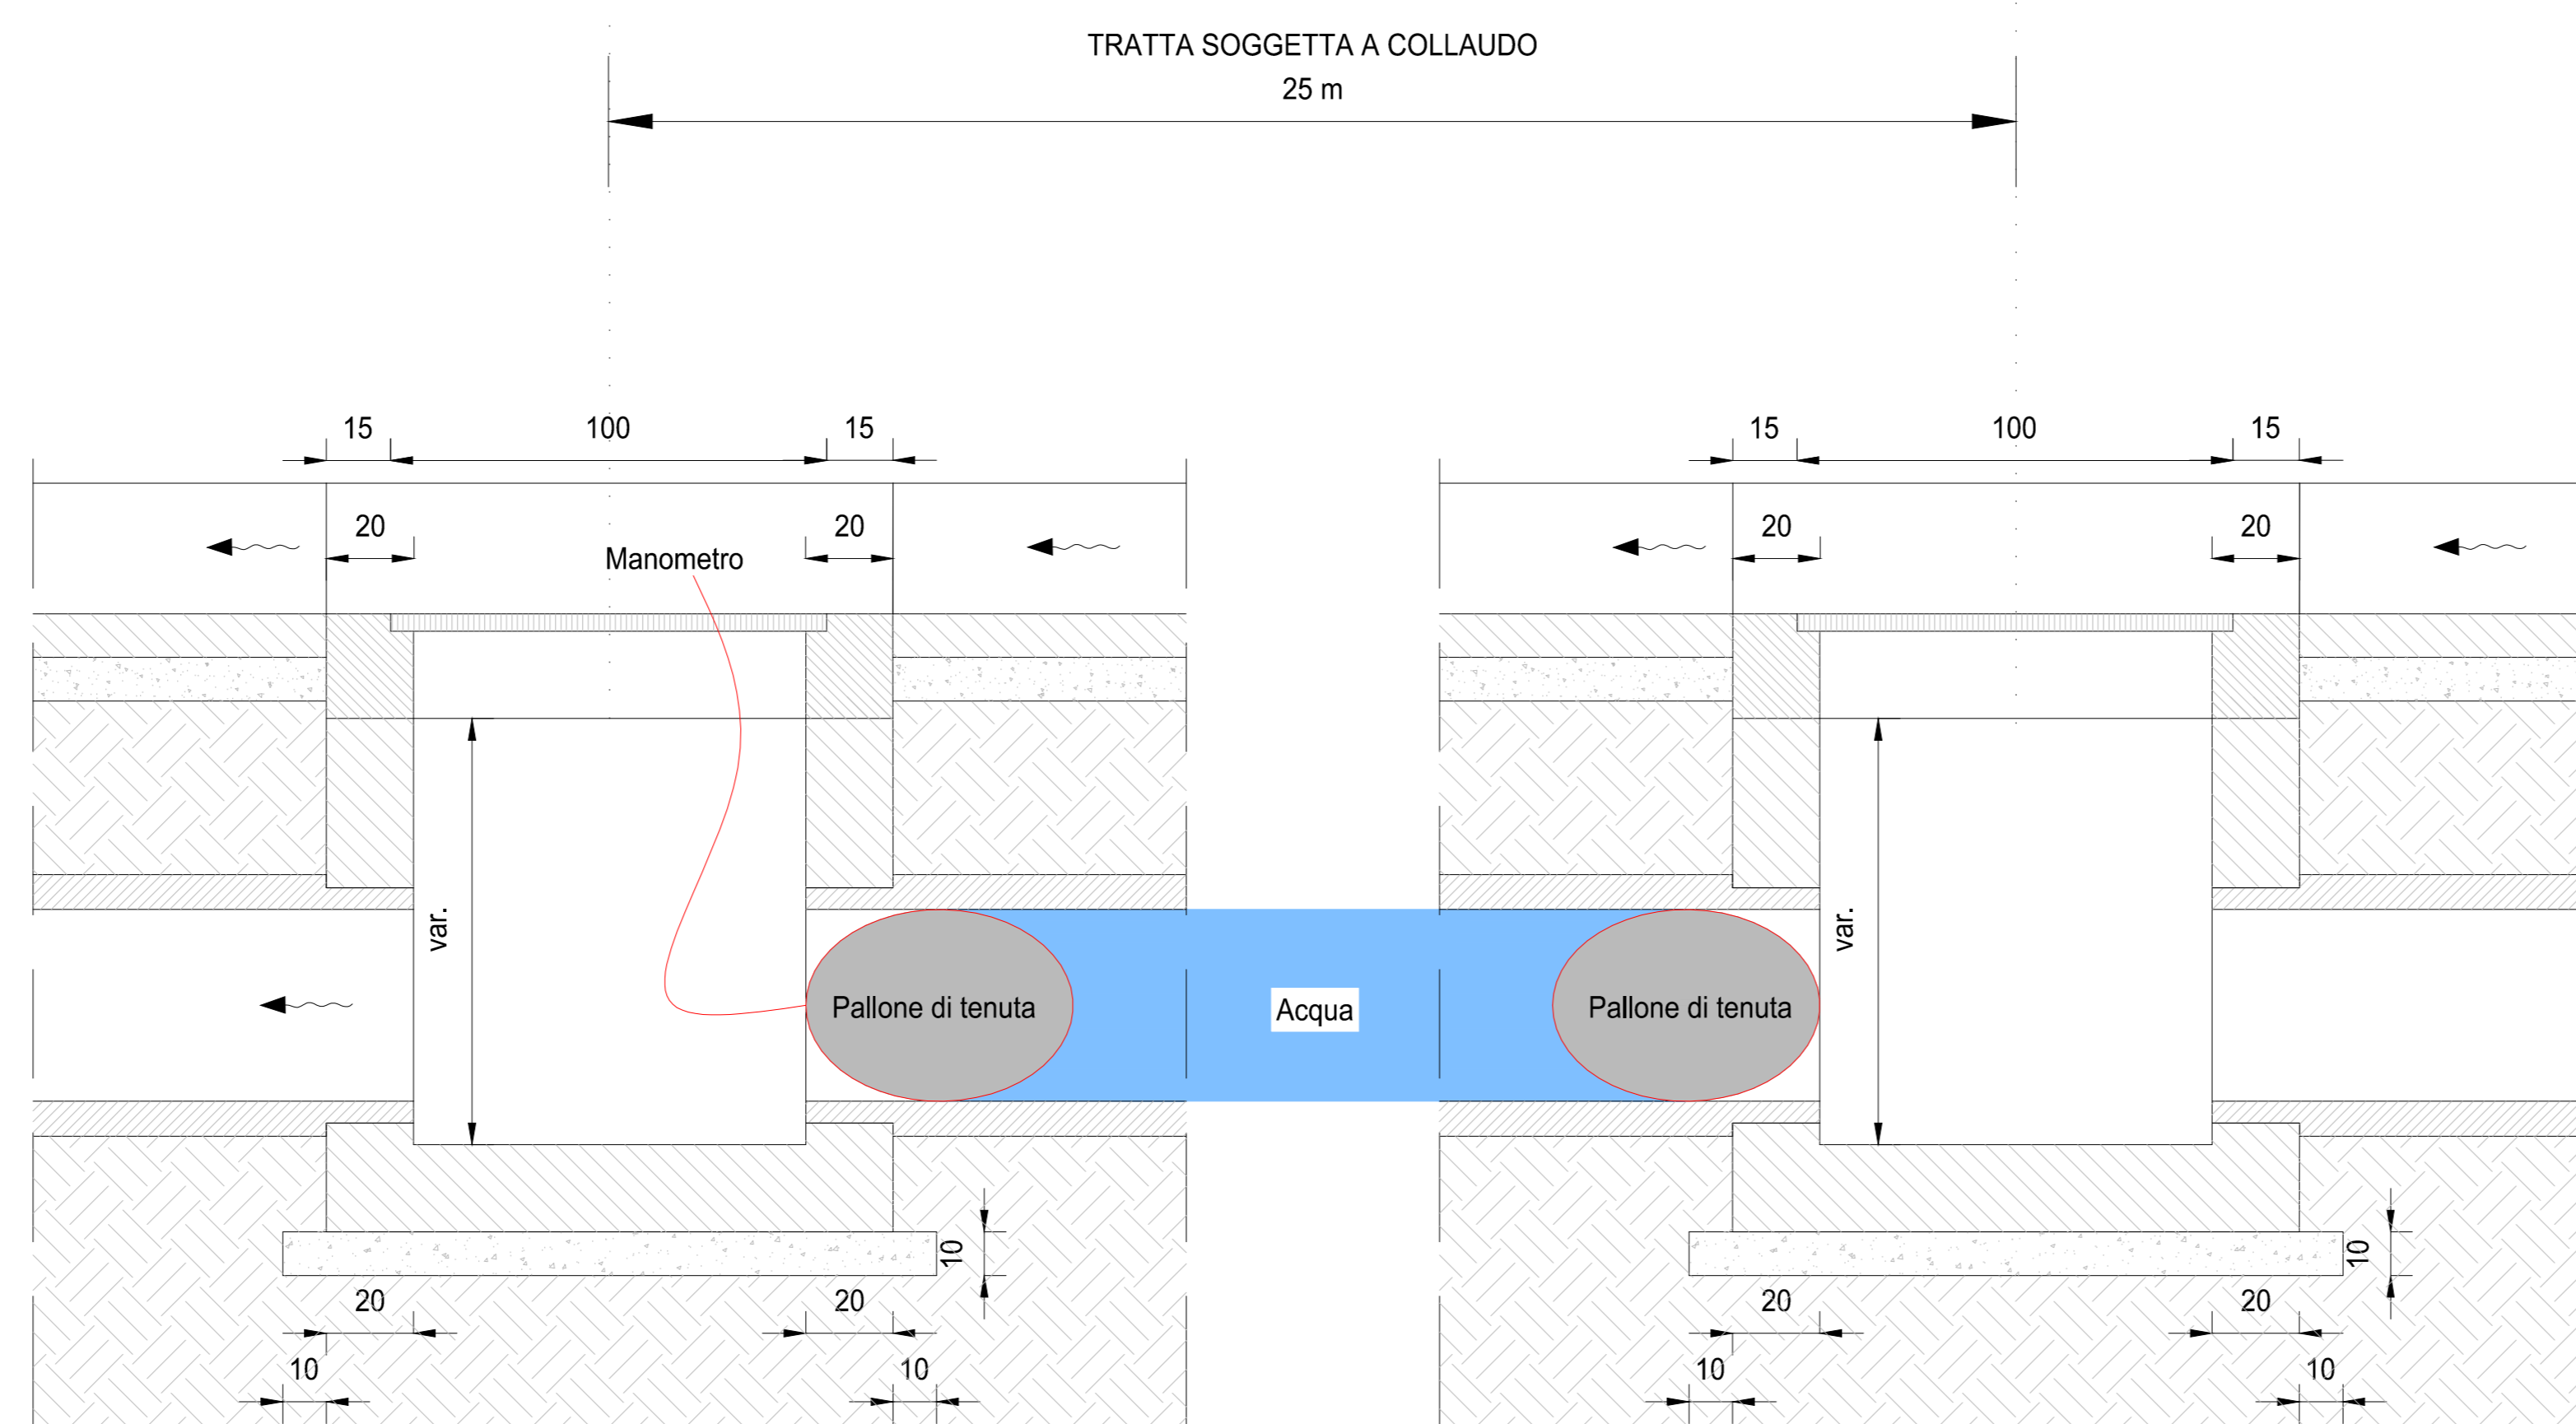 TRATTA SOGGETTA A COLLAUDO
25 m
15 100 15 15 100 15
20 20 20 20
Manometro
var. var.
Pallone di tenuta Acqua Pallone di tenuta
10 10
20 20 20 20
10 10 10 10